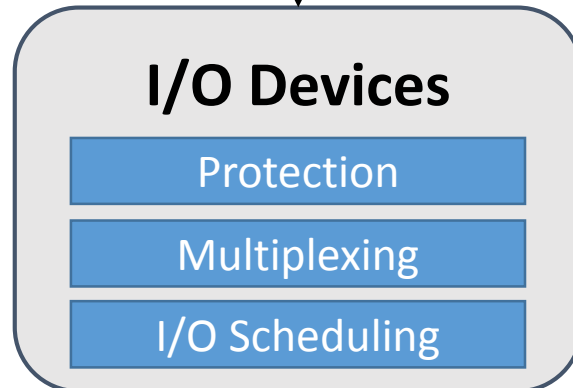 I/O Devices
Protection
Multiplexing
I/O Scheduling